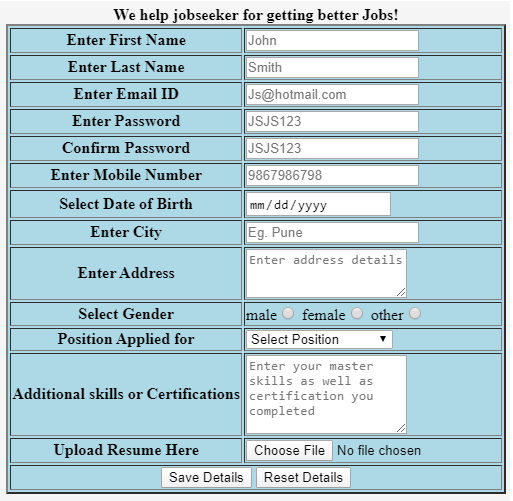 We help jobseeker for getting better Jobs!
Enter First Name John
Enter Last Name Smith
Enter Email ID Js@hotmail.com
Enter Password JSJS123
Confirm Password JSJS123
Enter Mobile Number 9867986798
Select Date of Birth mm/dd/yyyy
Enter City Eg. Pune
Enter Address Enter address details
Select Gender male female other
Position Applied for Select Position
Additional skills or Certifications Enter your master
skills as well as
certification you
completed
Upload Resume Here Choose File No file chosen
Save Details Reset Details